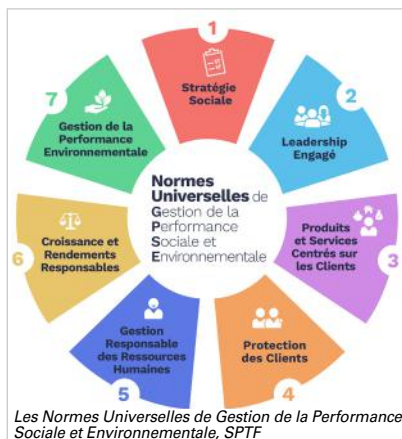 1
Stratégie
Sociale
2
Leadership
Engagé
Produits
et Services
Centrés sur
les Clients
3
Protection
des Clients
4
Gestion
Responsable
des Ressources
Humaines
5
Croissance et
Rendements
Responsables
6
7
Gestion de la
Performance
Environnementale
Normes
Universelles de
Gestion de la
Performance
Sociale et
Environnementale
Les Normes Universelles de Gestion de la Performance
Sociale et Environnementale, SPTF